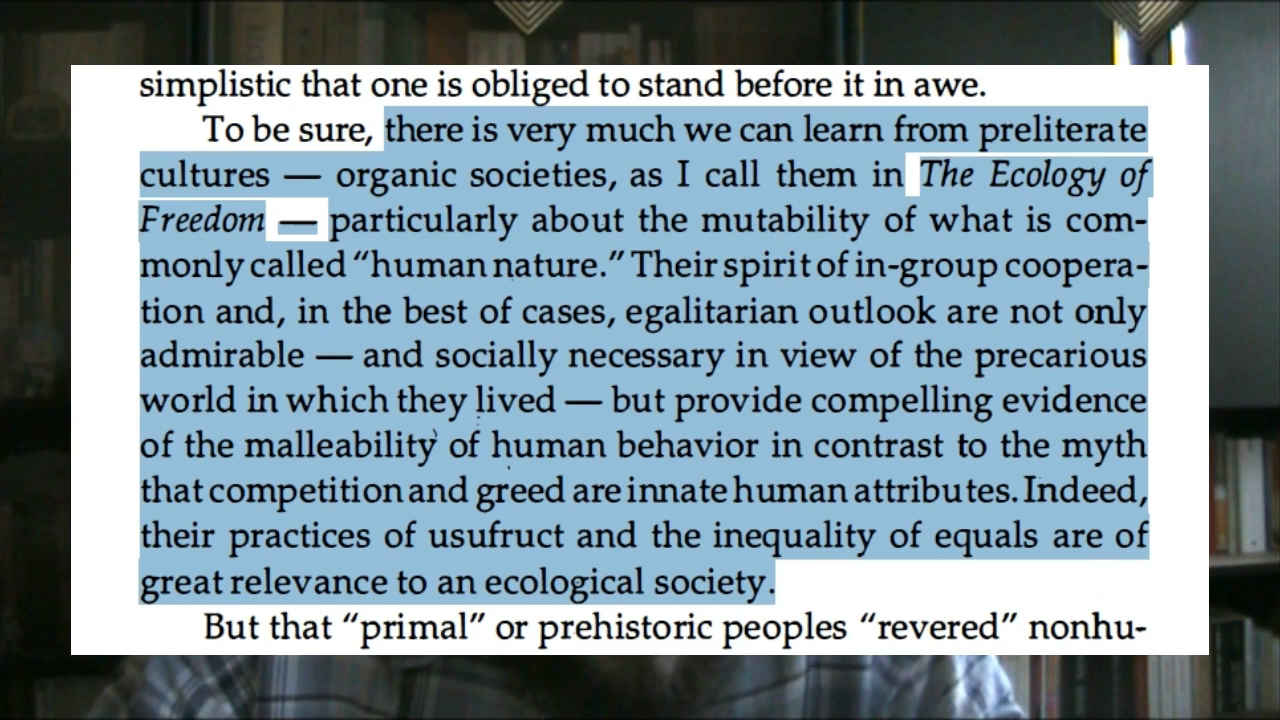 simplistic that one is obliged to stand before it in awe.
To be sure, there is very much we can learn from preliterate
cultures — organic societies, as I call them in The Ecology of
Freedom — particularly about the mutability of what is com-
monly called “human nature.” Their spirit of in-group coopera-
tion and, in the best of cases, egalitarian outlook are not only
admirable — and socially necessary in view of the precarious
world in which they lived — but provide compelling evidence
of the malleability of human behavior in contrast to the myth
that competition and greed are innate human attributes. Indeed,
their practices of usufruct and the inequality of equals are of
great relevance to an ecological society.
But that “primal” or prehistoric peoples “revered” nonhu-